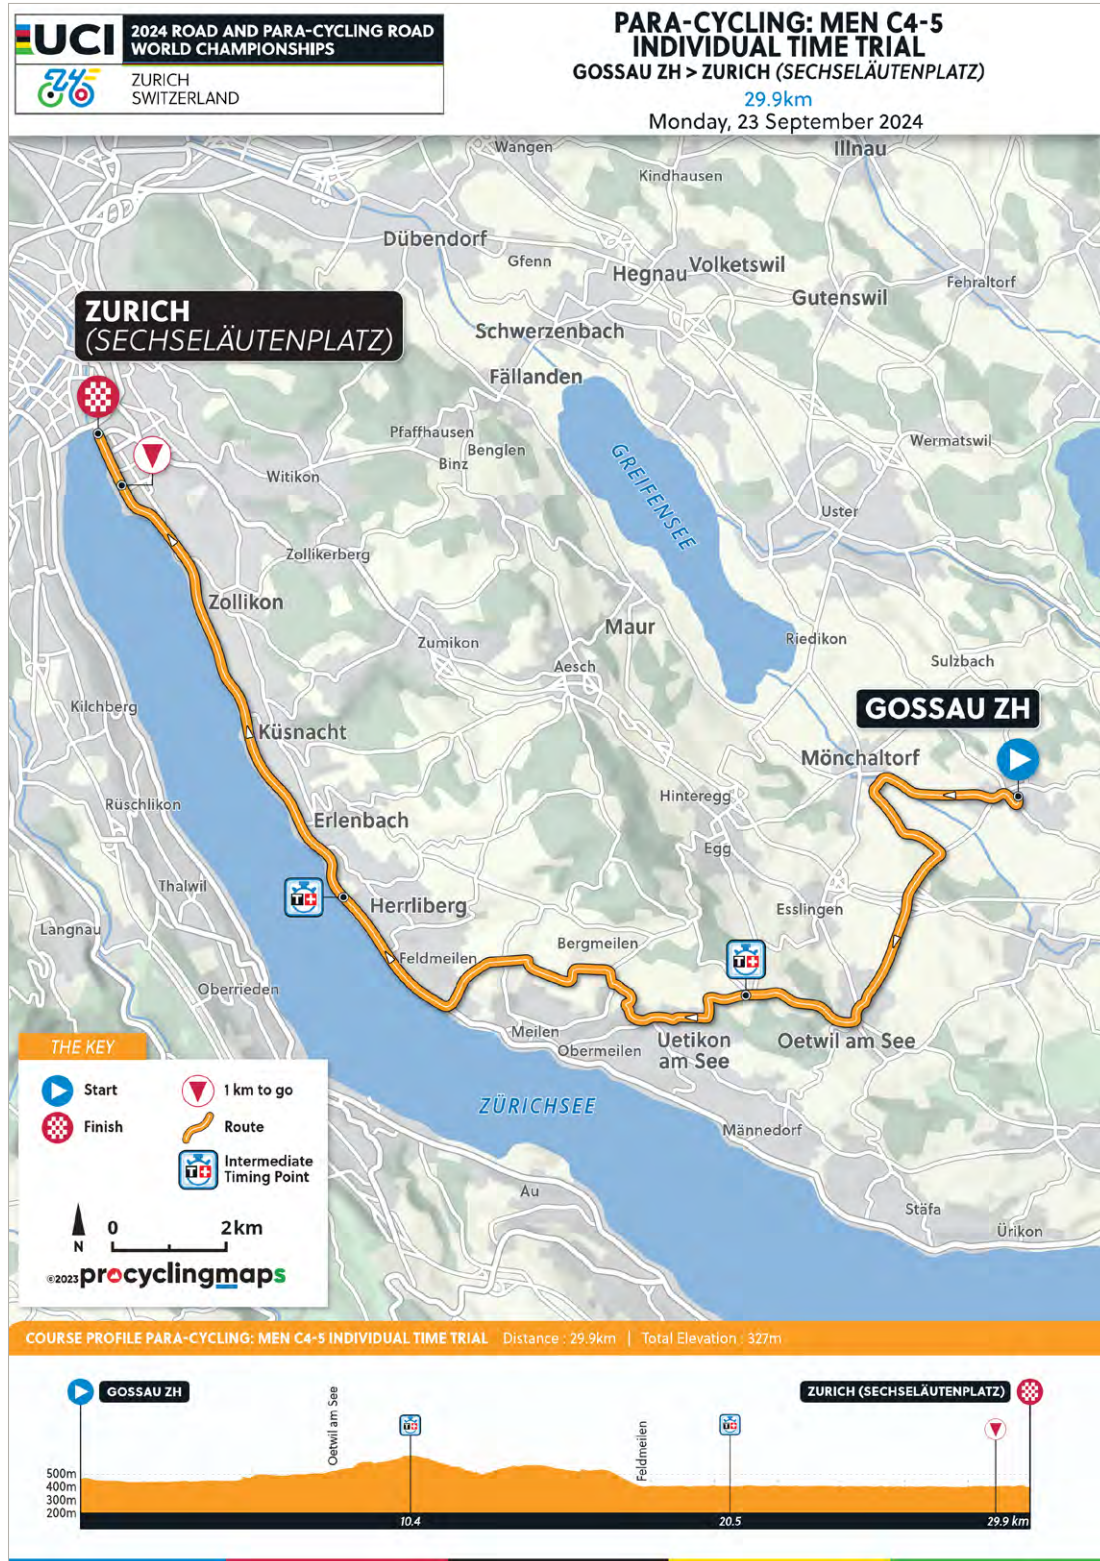 UCI
2024 ROAD AND PARA-CYCLING ROAD
WORLD CHAMPIONSHIPS
ZURICH
SWITZERLAND
PARA-CYCLING: MEN C4-5
INDIVIDUAL TIME TRIAL
GOSSAU ZH > ZURICH (SECHSELÄUTENPLATZ)
29.9km
Monday, 23 September 2024
Wangen
Illnau
Kindhausen
Dübendorf
Gfenn
Hegnau
Volketswil
Fehraltorf
Gutenswil
ZURICH
(SECHSELÄUTENPLATZ)
Schwerzenbach
Fällanden
Pfaffhausen
Benglen
Binz
Wermatswil
Witikon
GREIFENSEE
Uster
Zollikerberg
Zollikon
Maur
Zumikon
Riedikon
Aesch
Sulzbach
Kilchberg
GOSSAU ZH
Küsnacht
Mönchaltorf
Rüschlikon
Hinteregg
Erlenbach
Egg
Thalwil
Herrliberg
Esslingen
Langnau
Bergmeilen
Feldmeilen
Oberrieden
Meilen
Obermeilen
Uetikon
am See
Oetwil am See
THE KEY
Start
1 km to go
Finish
Route
Intermediate
Timing Point
ZÜRICHSEE
Männedorf
Au
Stäfa
Ürikon
N
0
2km
©2023 procyclingmaps
COURSE PROFILE PARA-CYCLING: MEN C4-5 INDIVIDUAL TIME TRIAL Distance : 29.9km | Total Elevation : 327m
GOSSAU ZH
Oetwil am See
Feldmeilen
ZURICH (SECHSELÄUTENPLATZ)
500m
400m
300m
200m
10.4
20.5
29.9 km